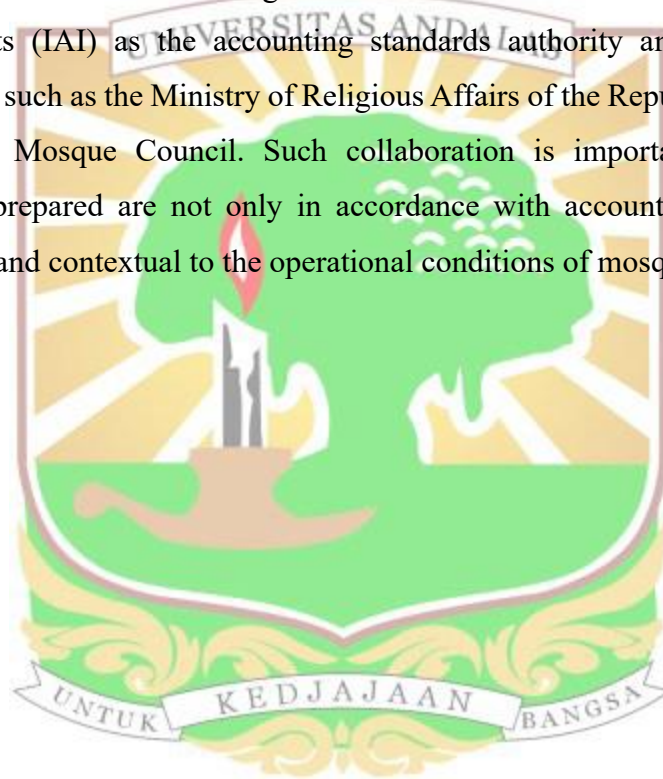 UNIVERSITAS ANDALAS
ts (IAI) as the accounting standards authority an
such as the Ministry of Religious Affairs of the Repu
Mosque Council. Such collaboration is importa
prepared are not only in accordance with account
and contextual to the operational conditions of mosq
UNTUK KEDJAJAAN BANGSA